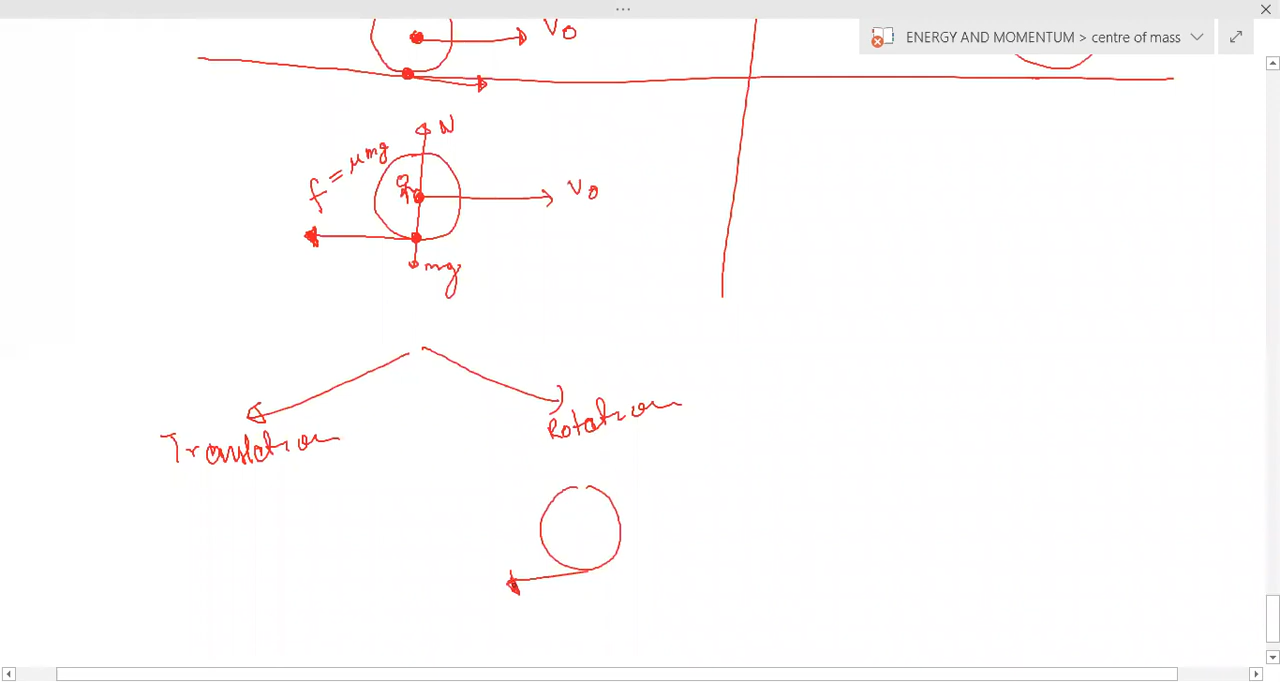 ...
V0
ENERGY AND MOMENTUM > centre of mass
N
f = μmg
V0
mg
Translation
Rotation